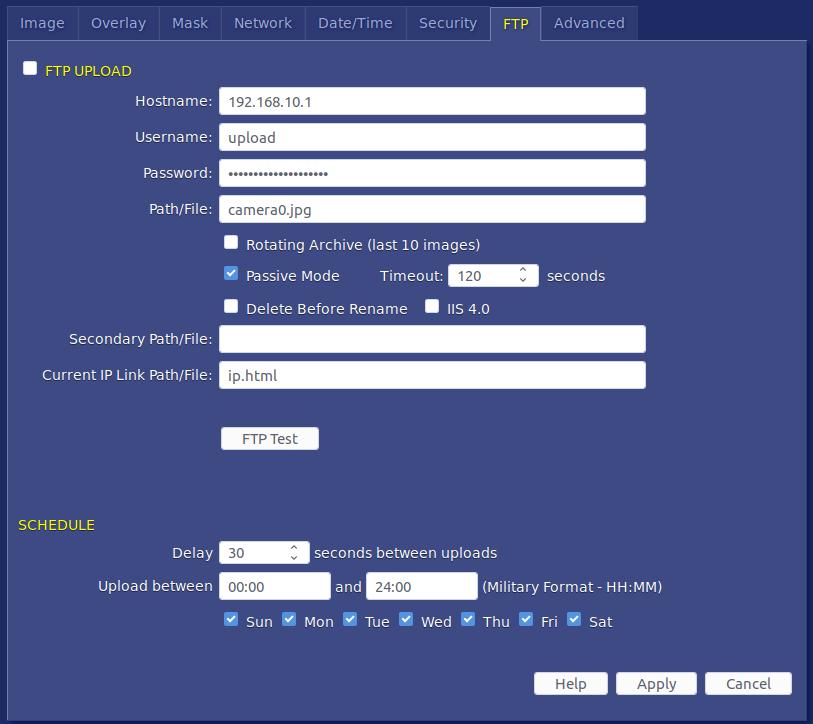 Image Overlay Mask Network Date/Time Security FTP Advanced
FTP UPLOAD
Hostname: 192.168.10.1
Username: upload
Password: ••••••••••••••••••••
Path/File: camera0.jpg
Rotating Archive (last 10 images)
Passive Mode Timeout: 120 seconds
Delete Before Rename IIS 4.0
Secondary Path/File:
Current IP Link Path/File: ip.html
FTP Test
SCHEDULE
Delay 30 seconds between uploads
Upload between 00:00 and 24:00 (Military Format - HH:MM)
Sun Mon Tue Wed Thu Fri Sat
Help Apply Cancel